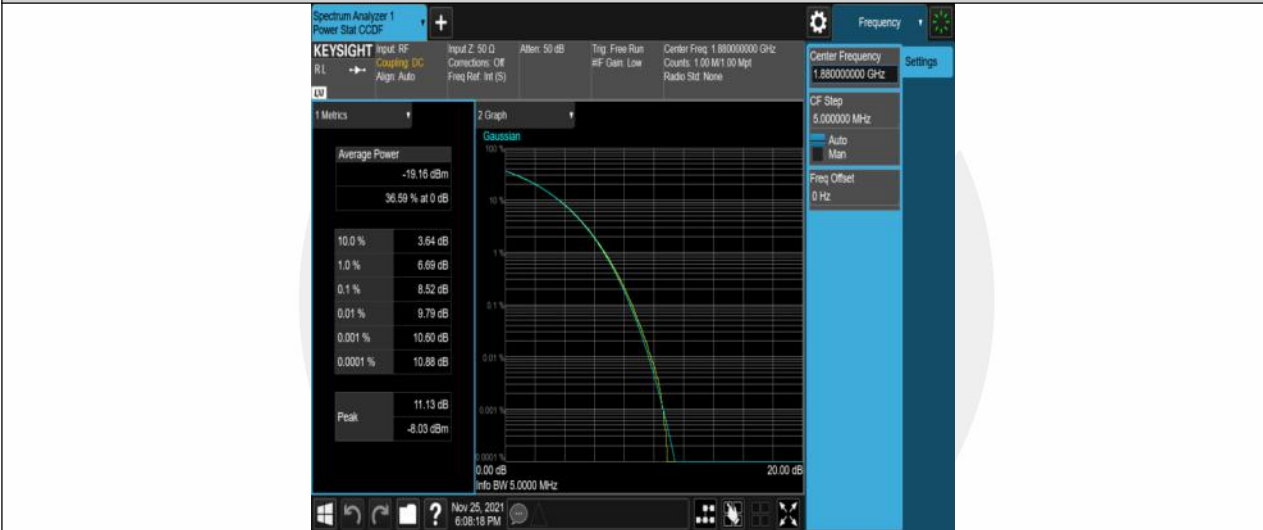 Spectrum Analyzer 1
Power Stat CCDF
Frequency
KEYSIGHT
Input: RF
Coupling: DC
Align: Auto
Input Z: 50 Ω
Corrections: Off
Freq Ref: Int (S)
Atten: 50 dB
Trig: Free Run
#IF Gain: Low
Center Freq: 1.880000000 GHz
Counts: 1.00 M/1.00 Mpt
Radio Std: None
RL
LW
Center Frequency
1.880000000 GHz
Settings
CF Step
5.000000 MHz
Auto
Man
Freq Offset
0 Hz
1 Metrics
Average Power
-19.16 dBm
36.59 % at 0 dB
10.0 % 3.64 dB
1.0 % 6.69 dB
0.1 % 8.52 dB
0.01 % 9.79 dB
0.001 % 10.60 dB
0.0001 % 10.88 dB
Peak
11.13 dB
-8.03 dBm
2 Graph
Gaussian
100 %
10 %
1 %
0.1 %
0.01 %
0.001 %
0.0001 %
0.00 dB
20.00 dB
Info BW 5.0000 MHz
?
Nov 25, 2021
6:08:18 PM